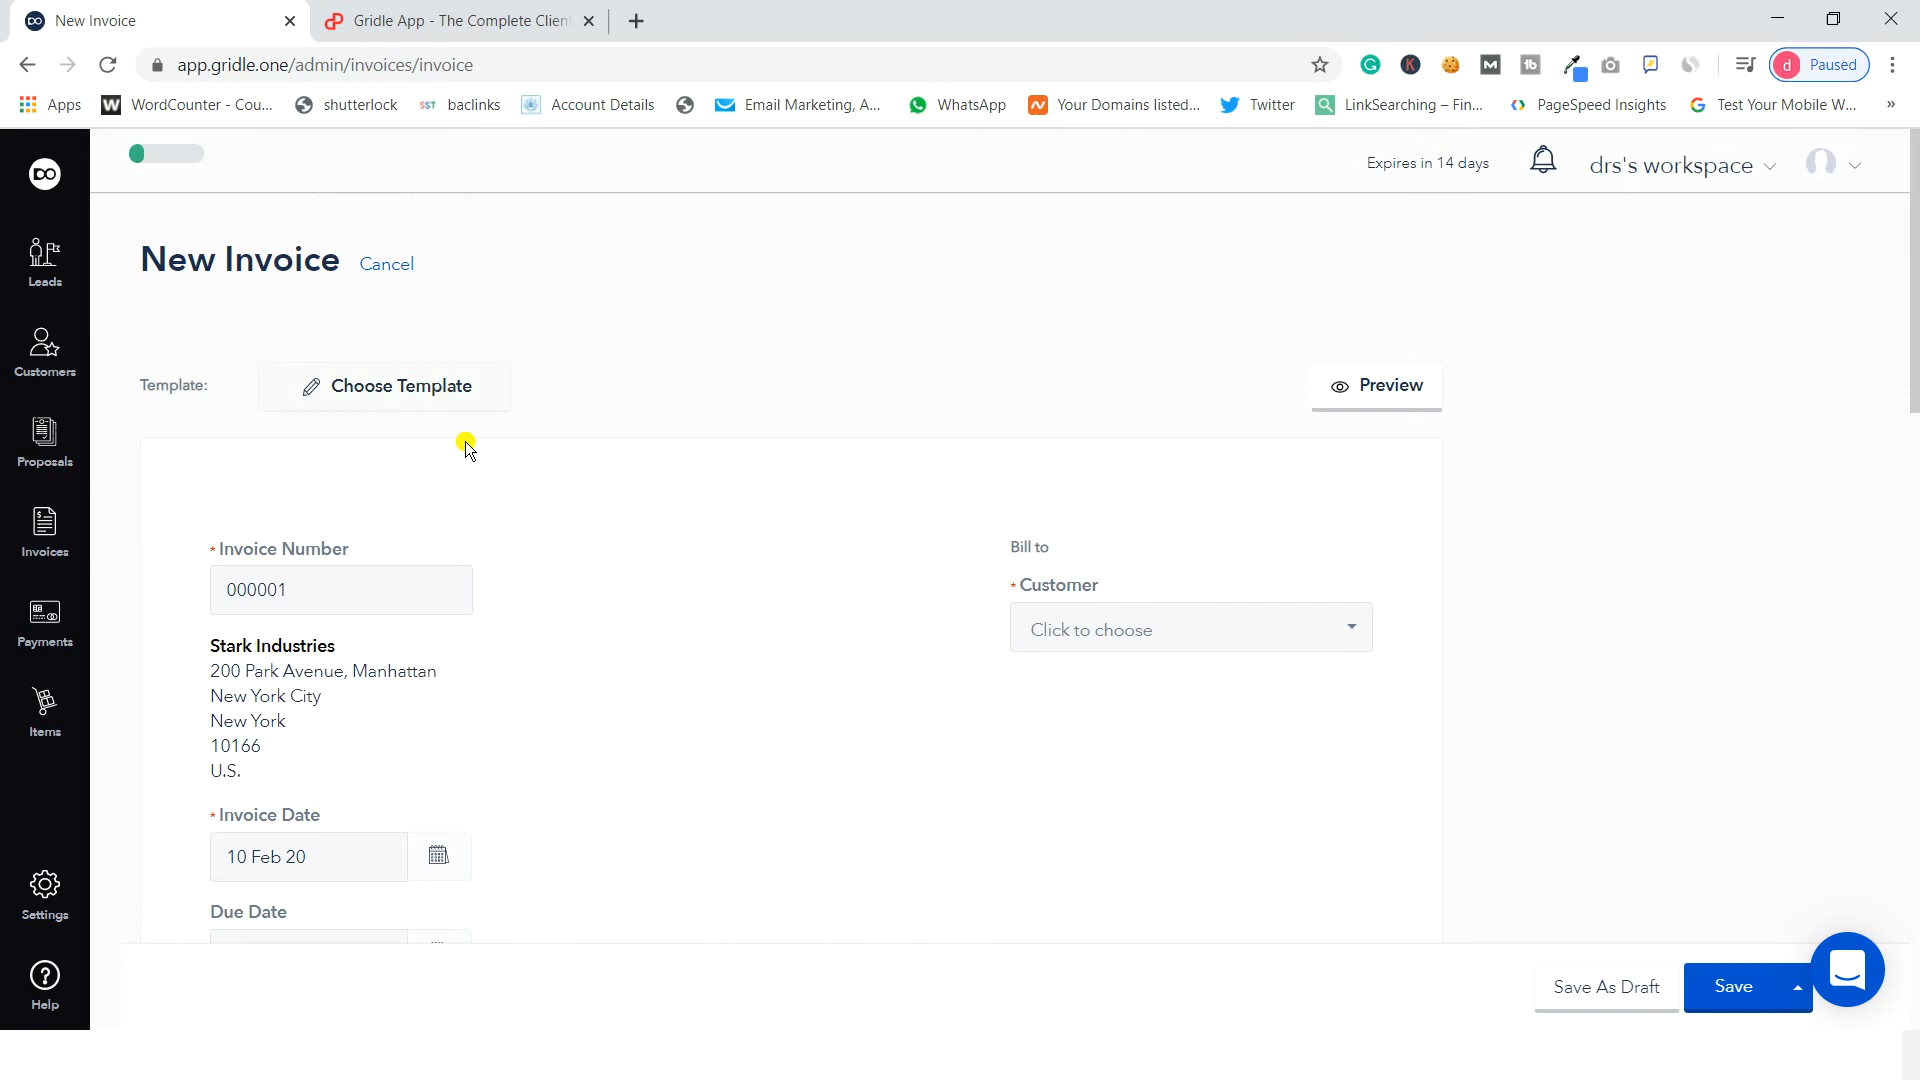 New Invoice
Gridle App - The Complete Clien
app.gridle.one/admin/invoices/invoice
Paused
Apps
WordCounter - Cou...
shutterlock
baclinks
Account Details
Email Marketing, A...
WhatsApp
Your Domains listed...
Twitter
LinkSearching – Fin...
PageSpeed Insights
Test Your Mobile W...
»
Expires in 14 days
drs's workspace
Leads
Customers
Proposals
Invoices
Payments
Items
Settings
Help
New Invoice Cancel
Template: Choose Template
Preview
* Invoice Number
000001
Stark Industries
200 Park Avenue, Manhattan
New York City
New York
10166
U.S.
* Invoice Date
10 Feb 20
Due Date
Bill to
* Customer
Click to choose
Save As Draft
Save